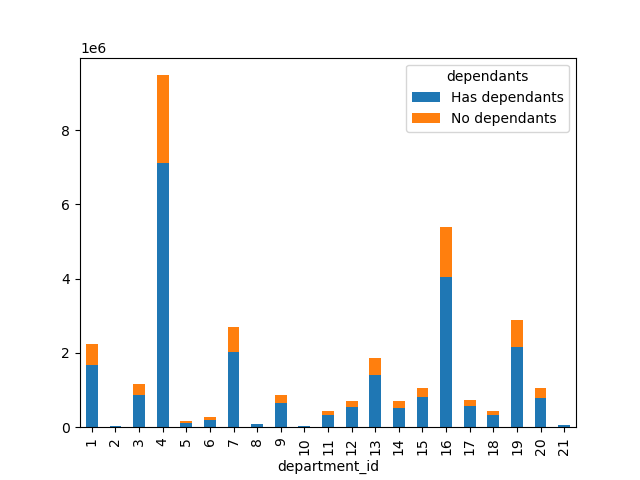 1e6
dependants
Has dependants
No dependants
8
6
4
2
0
1 2 3 4 5 6 7 8 9 10 11 12 13 14 15 16 17 18 19 20 21
department_id